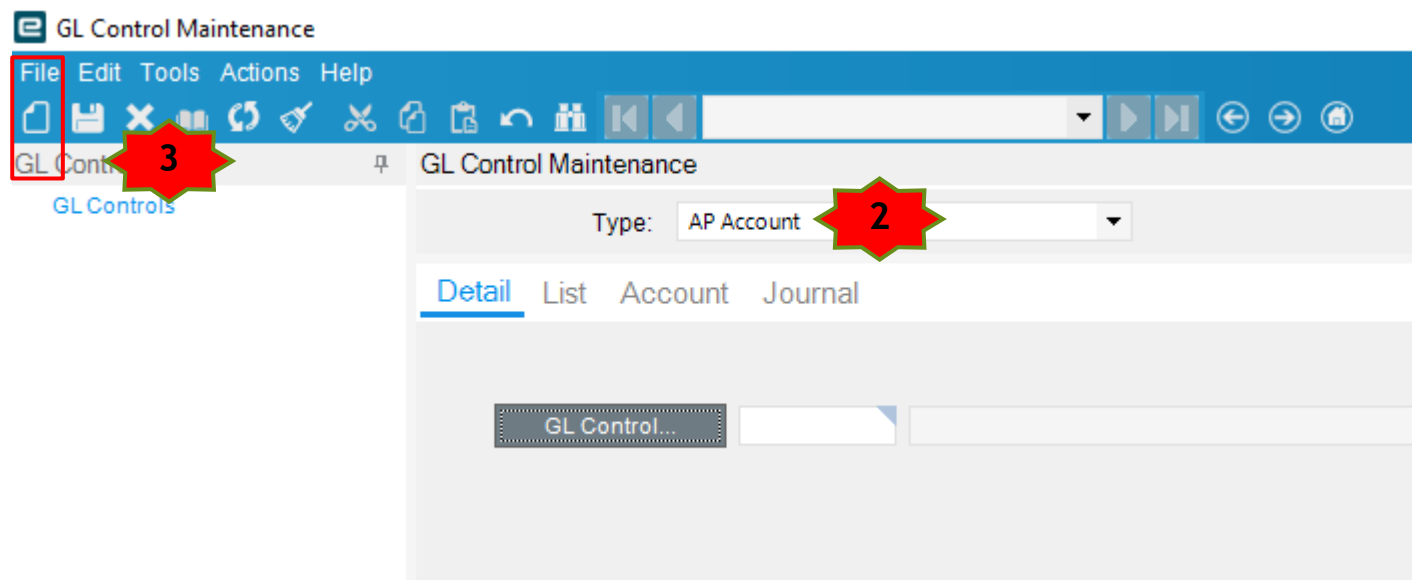 GL Control Maintenance
File Edit Tools Actions Help
GL Contr
3
GL Control Maintenance
GL Controls
Type: AP Account
2
Detail List Account Journal
GL Control...